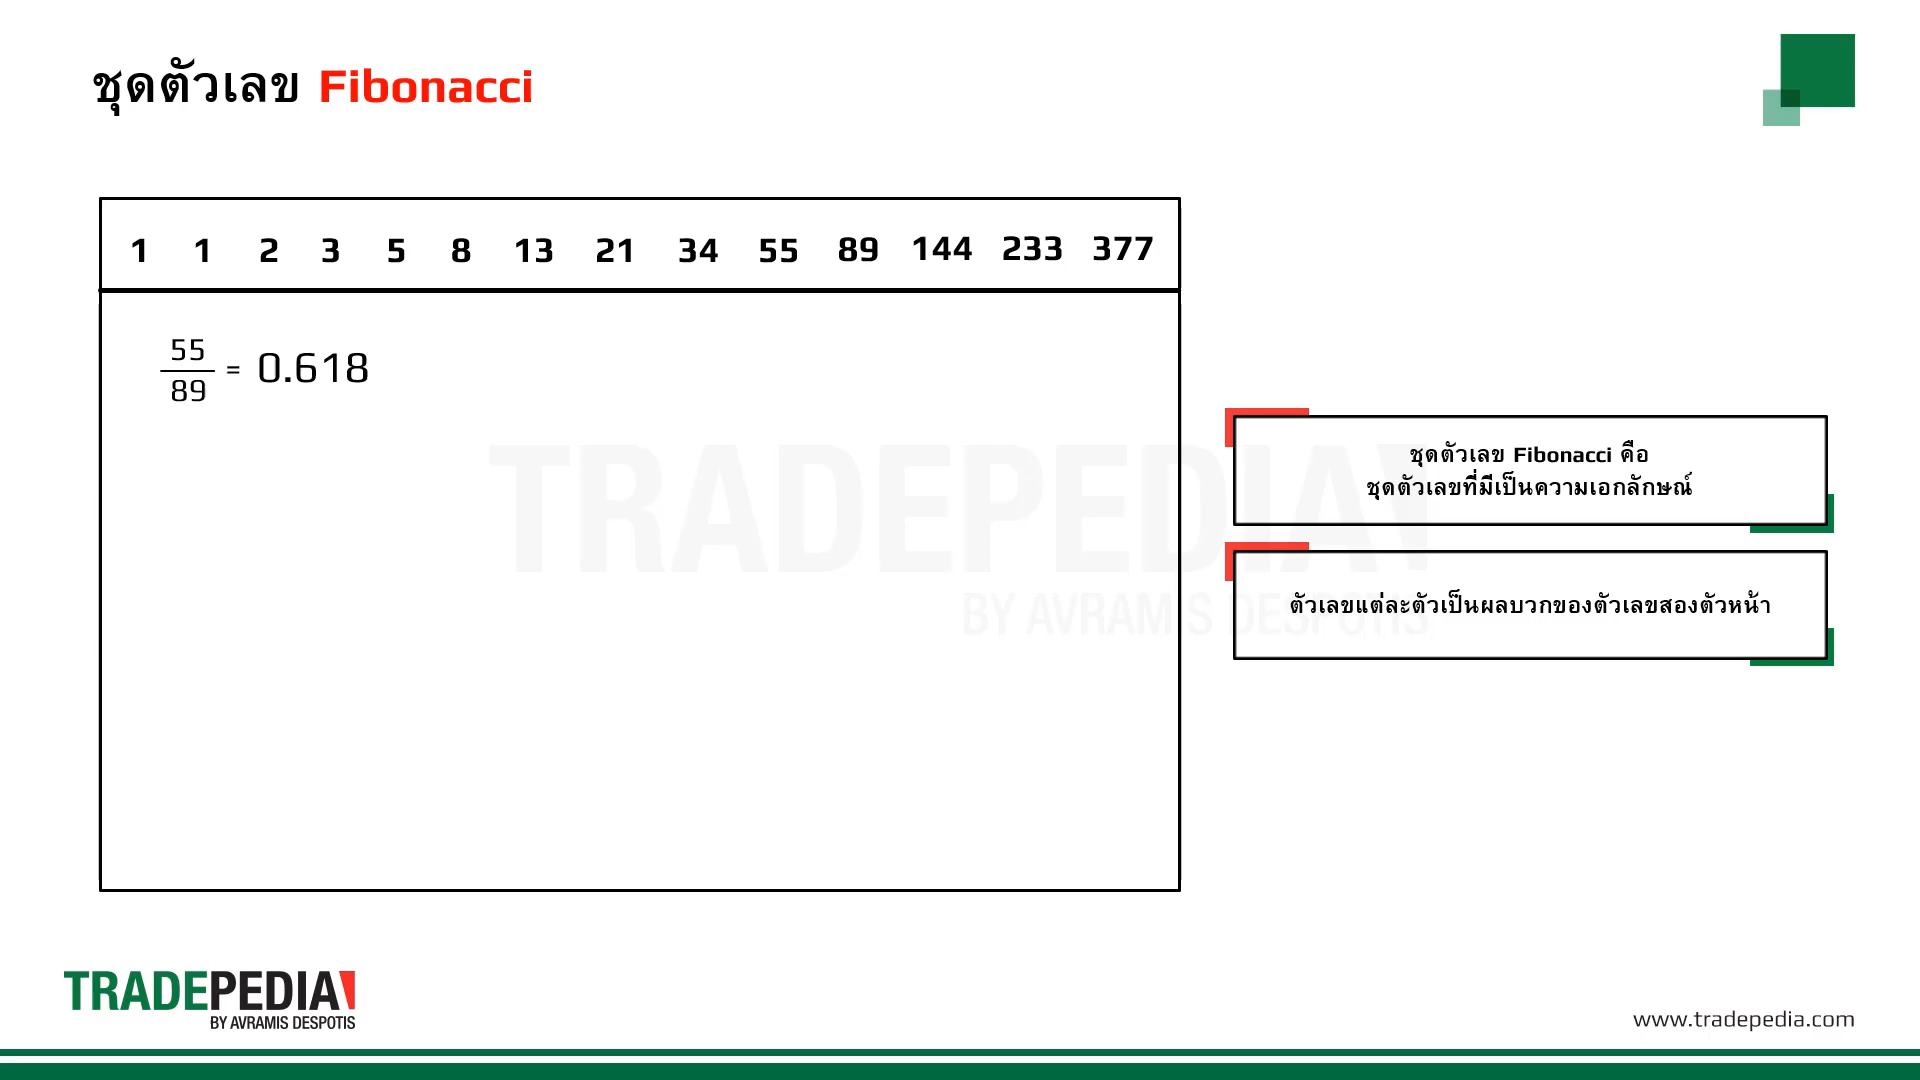 ชุดตัวเลข Fibonacci
1 1 2 3 5 8 13 21 34 55 89 144 233 377
55
89
= 0.618
TRADEPEDIA
BY AVRAMIS DESPOTIS
ชุดตัวเลข Fibonacci คือ
ชุดตัวเลขที่มีเป็นความเอกลักษณ์
ตัวเลขแต่ละตัวเป็นผลบวกของตัวเลขสองตัวหน้า
TRADEPEDIA
BY AVRAMIS DESPOTIS
www.tradepedia.com